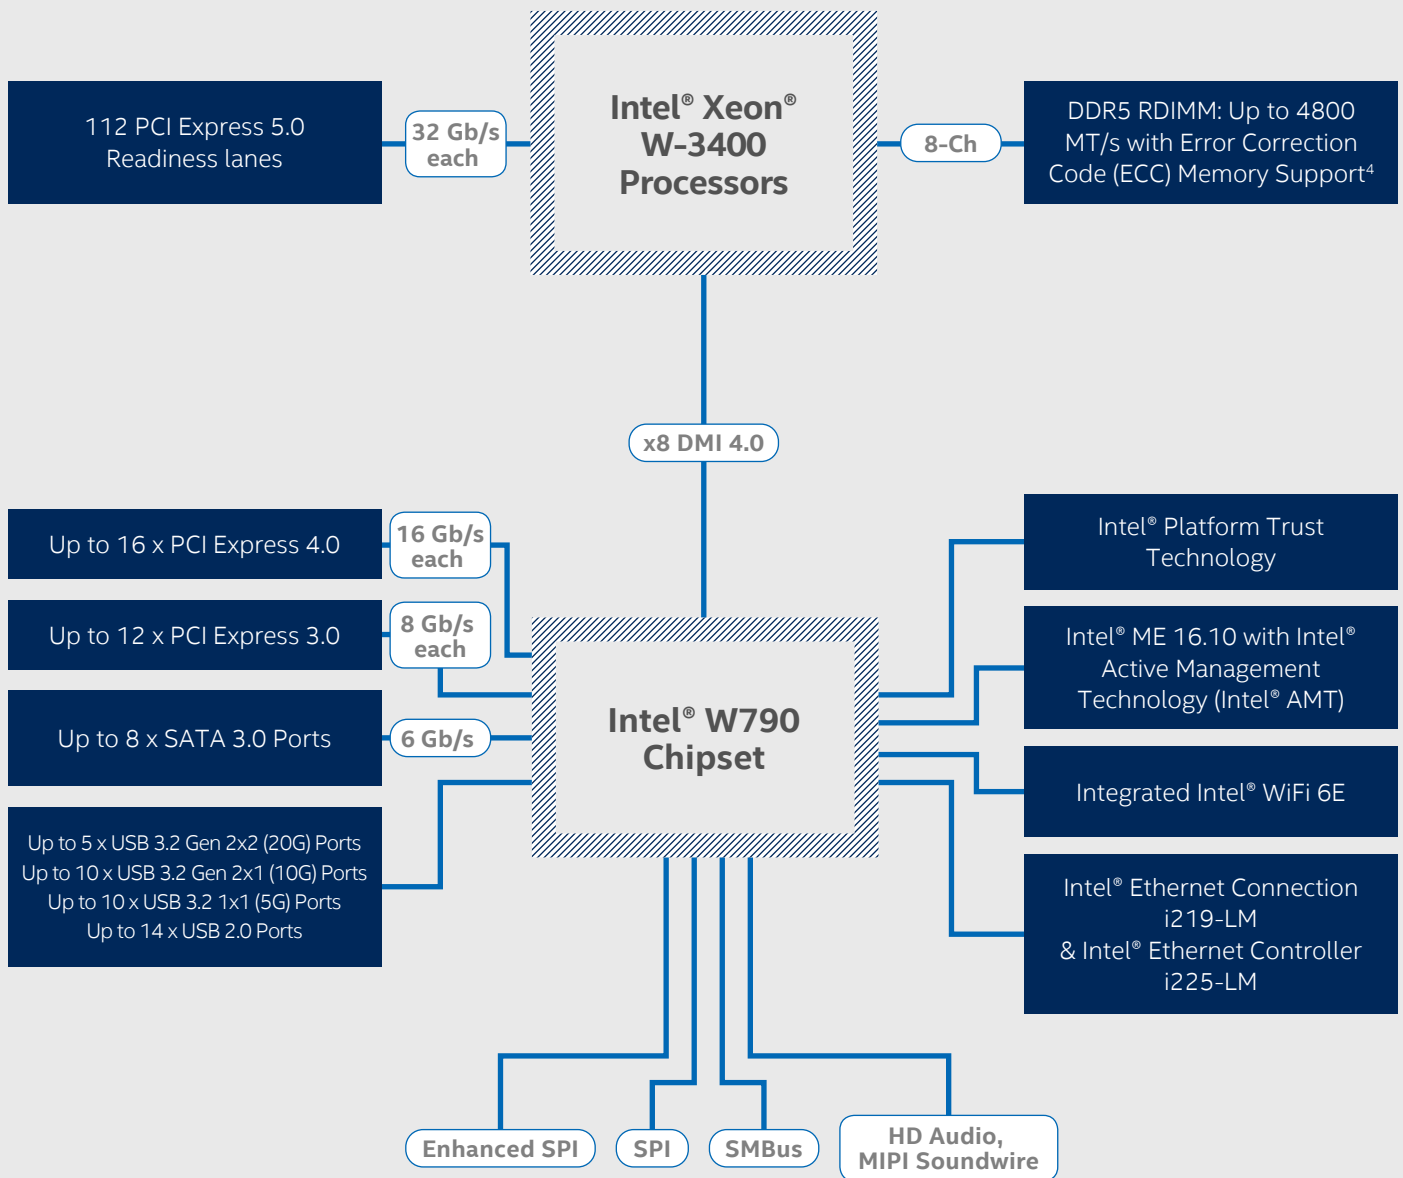 112 PCI Express 5.0
Readiness lanes
32 Gb/s
each
Intel® Xeon®
W-3400
Processors
8-Ch
DDR5 RDIMM: Up to 4800
MT/s with Error Correction
Code (ECC) Memory Support⁴
x8 DMI 4.0
Up to 16 x PCI Express 4.0
16 Gb/s
each
Up to 12 x PCI Express 3.0
8 Gb/s
each
Up to 8 x SATA 3.0 Ports
6 Gb/s
Up to 5 x USB 3.2 Gen 2x2 (20G) Ports
Up to 10 x USB 3.2 Gen 2x1 (10G) Ports
Up to 10 x USB 3.2 1x1 (5G) Ports
Up to 14 x USB 2.0 Ports
Intel® W790
Chipset
Intel® Platform Trust
Technology
Intel® ME 16.10 with Intel®
Active Management
Technology (Intel® AMT)
Integrated Intel® WiFi 6E
Intel® Ethernet Connection
i219-LM
& Intel® Ethernet Controller
i225-LM
Enhanced SPI
SPI
SMBus
HD Audio,
MIPI Soundwire